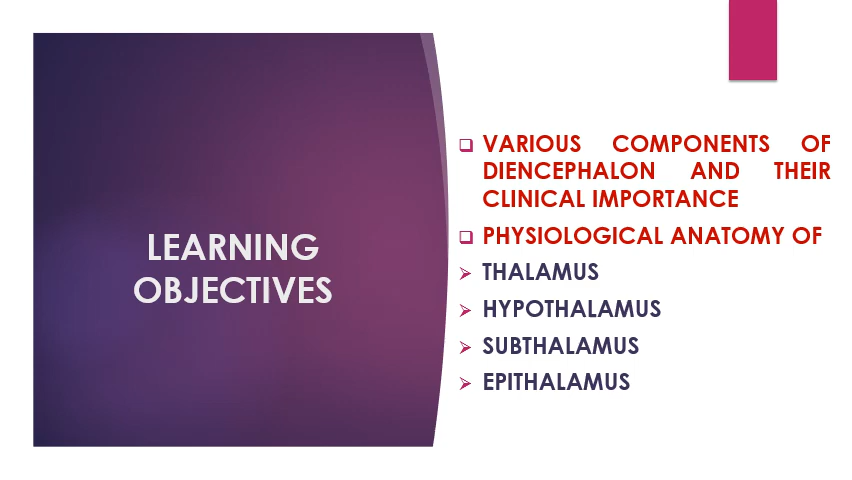 LEARNING
OBJECTIVES
VARIOUS COMPONENTS OF
DIENCEPHALON AND THEIR
CLINICAL IMPORTANCE
PHYSIOLOGICAL ANATOMY OF
THALAMUS
HYPOTHALAMUS
SUBTHALAMUS
EPITHALAMUS